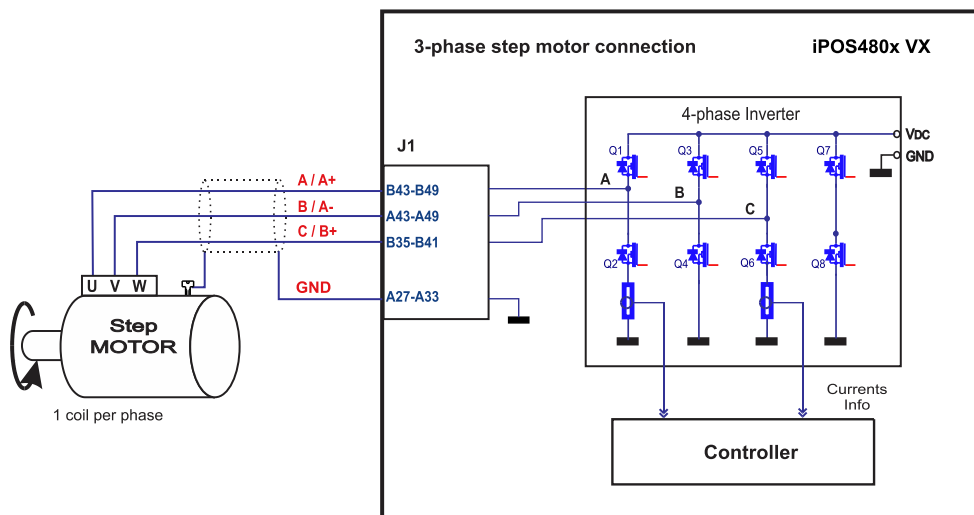 3-phase step motor connection
iPOS480x VX
4-phase Inverter
VDC
GND
Q1
Q3
Q5
Q7
J1
A
B
C
A / A+
B43-B49
B / A-
A43-A49
C / B+
B35-B41
Q2
Q4
Q6
Q8
GND
A27-A33
U V W
Step
MOTOR
1 coil per phase
Currents
Info
Controller